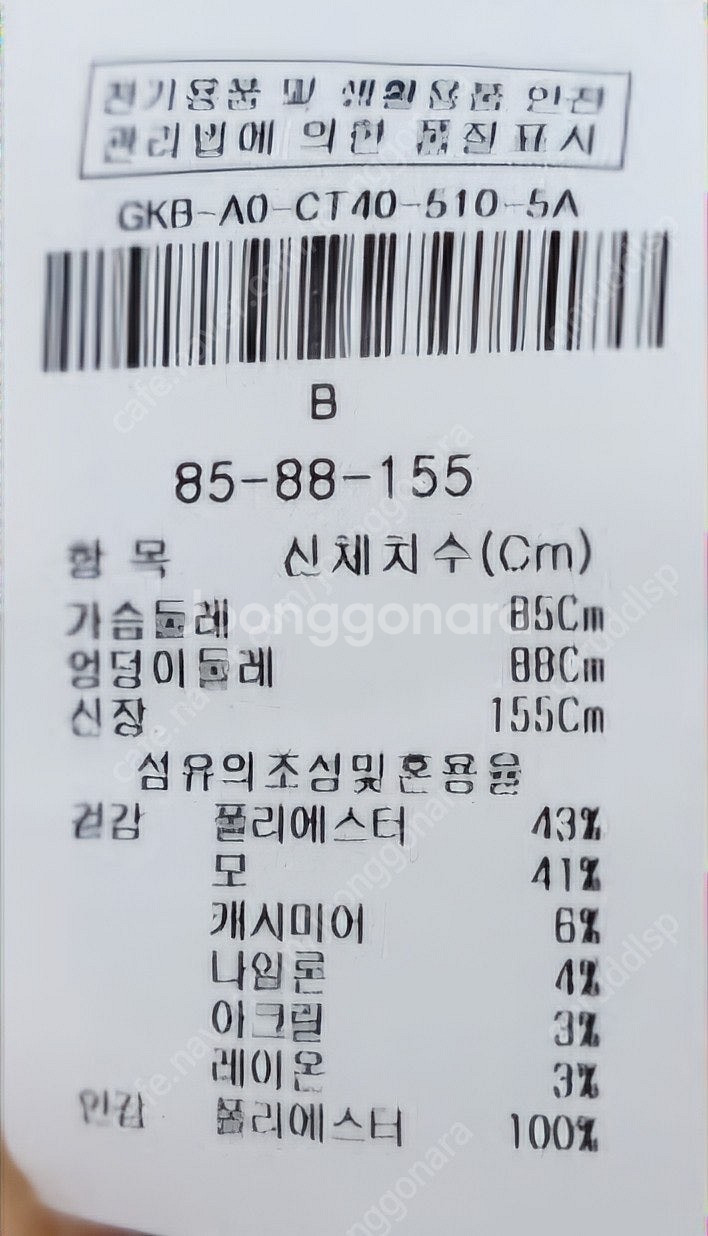 전기용품 및 생활용품 안전
관리법에 의한 품질표시
GKB-A0-CT40-510-5A
B
85-88-155
항 목 신체치수(Cm)
가슴둘레 85Cm
엉덩이둘레 88Cm
신장 155Cm
섬유의조성및혼용율
겉감 폴리에스터 43%
모 41%
캐시미어 6%
나일론 4%
아크릴 3%
레이온 3%
안감 폴리에스터 100%
joonggonara